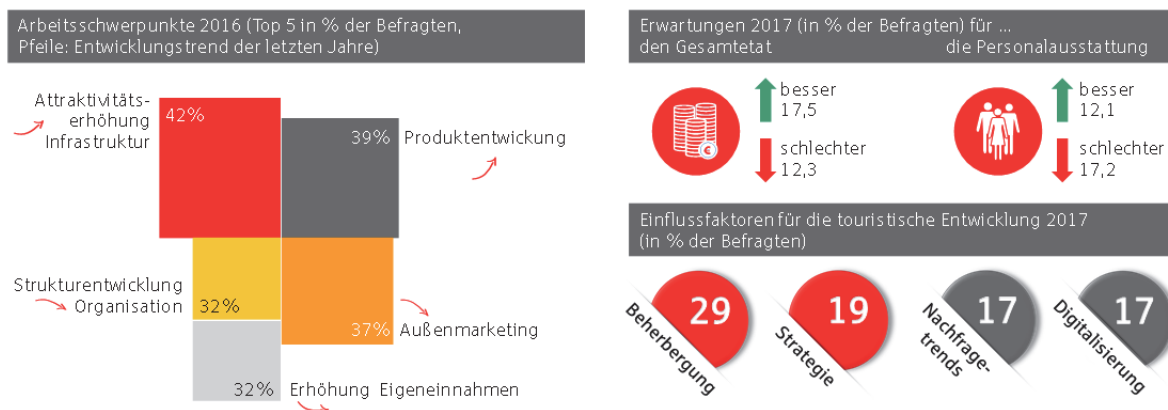 Arbeitsschwerpunkte 2016 (Top 5 in % der Befragten,
Pfeile: Entwicklungstrend der letzten Jahre)
Attraktivitäts-
erhöhung
Infrastruktur
42%
39%
Produktentwickung
Strukturentwicklung
Organisation
32%
37%
Außenmarketing
32%
Erhöhung Eigeneinnahmen
Erwartungen 2017 (in % der Befragten) für ...
den Gesamtetat
die Personalausstattung
besser
17,5
schlechter
12,3
besser
12,1
schlechter
17,2
Einflussfaktoren für die touristische Entwicklung 2017
(in % der Befragten)
29
Beherbergung
19
Strategie
17
Nachfrage-
trends
17
Digitalisierung
€